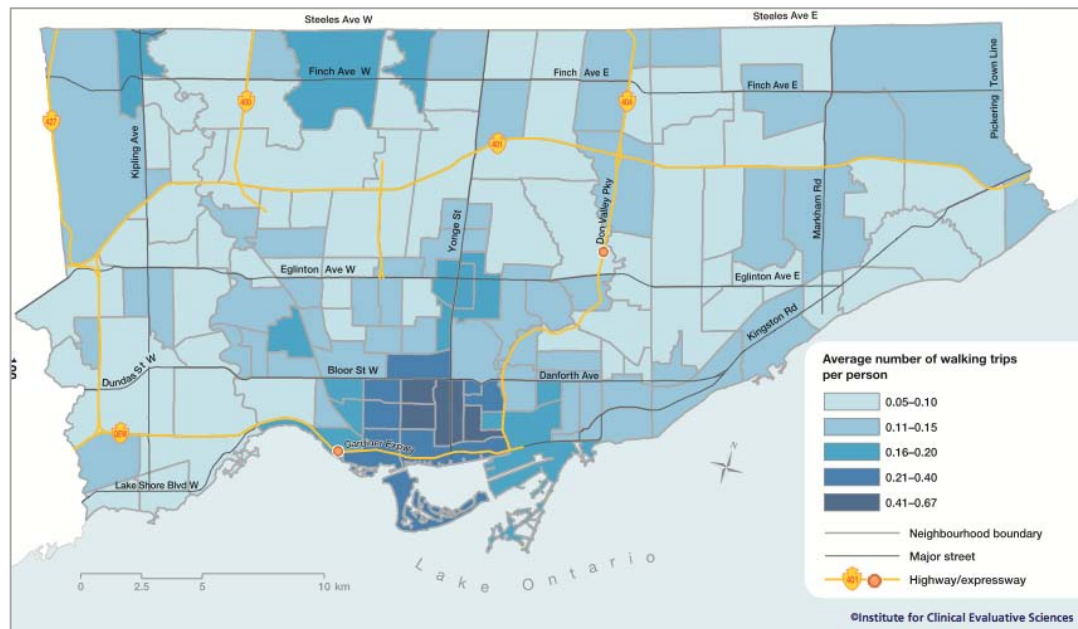 Steeles Ave W
Steeles Ave E
Finch Ave W
Finch Ave E
Finch Ave E
Pickering Town Line
427
400
404
401
Kipling Ave
Yonge St
Don Valley Pky
Markham Rd
Eglinton Ave W
Eglinton Ave E
Kingston Rd
Dundas St W
Bloor St W
Danforth Ave
QEW
Gardiner Expwy
Lake Shore Blvd W
N
Lake Ontario
0 2.5 5 10 km
Average number of walking trips
per person
0.05–0.10
0.11–0.15
0.16–0.20
0.21–0.40
0.41–0.67
Neighbourhood boundary
Major street
401 Highway/expressway
©Institute for Clinical Evaluative Sciences